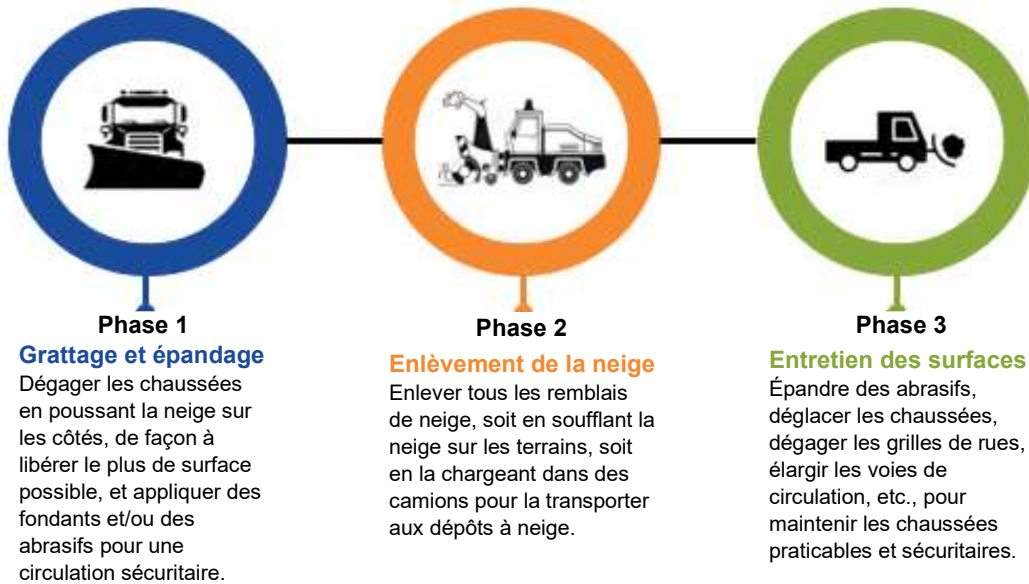 Phase 1
Grattage et épandage
Dégager les chaussées
en poussant la neige sur
les côtés, de façon à
libérer le plus de surface
possible, et appliquer des
fondants et/ou des
abrasifs pour une
circulation sécuritaire.
Phase 2
Enlèvement de la neige
Enlever tous les remblais
de neige, soit en soufflant la
neige sur les terrains, soit
en la chargeant dans des
camions pour la transporter
aux dépôts à neige.
Phase 3
Entretien des surfaces
Épandre des abrasifs,
déglacer les chaussées,
dégager les grilles de rues,
élargir les voies de
circulation, etc., pour
maintenir les chaussées
praticables et sécuritaires.